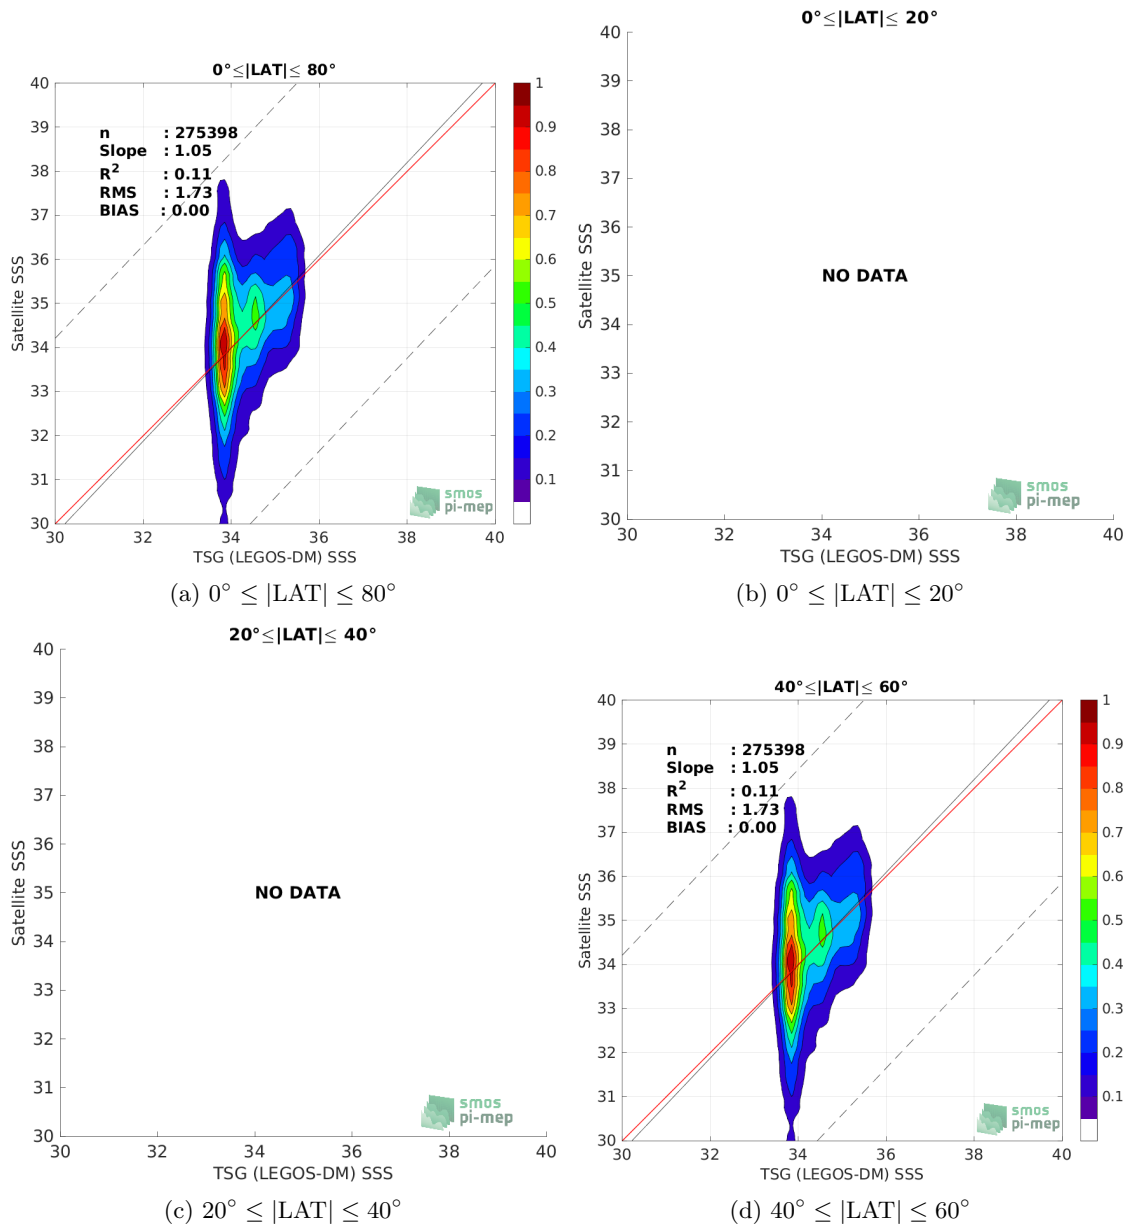 0°≤|LAT|≤ 80°
n : 275398
Slope : 1.05
R2 : 0.11
RMS : 1.73
BIAS : 0.00
40
39
38
37
36
35
34
33
32
31
30
Satellite SSS
30 32 34 36 38 40
TSG (LEGOS-DM) SSS
smos
pi-mep
1
0.9
0.8
0.7
0.6
0.5
0.4
0.3
0.2
0.1
(a) 0° ≤ |LAT| ≤ 80°
0°≤|LAT|≤ 20°
40
39
38
37
36
35
34
33
32
31
30
Satellite SSS
NO DATA
smos
pi-mep
30 32 34 36 38 40
TSG (LEGOS-DM) SSS
(b) 0° ≤ |LAT| ≤ 20°
20°≤|LAT|≤ 40°
40
39
38
37
36
35
34
33
32
31
30
Satellite SSS
NO DATA
smos
pi-mep
30 32 34 36 38 40
TSG (LEGOS-DM) SSS
(c) 20° ≤ |LAT| ≤ 40°
40°≤|LAT|≤ 60°
n : 275398
Slope : 1.05
R2 : 0.11
RMS : 1.73
BIAS : 0.00
40
39
38
37
36
35
34
33
32
31
30
Satellite SSS
30 32 34 36 38 40
TSG (LEGOS-DM) SSS
smos
pi-mep
1
0.9
0.8
0.7
0.6
0.5
0.4
0.3
0.2
0.1
(d) 40° ≤ |LAT| ≤ 60°